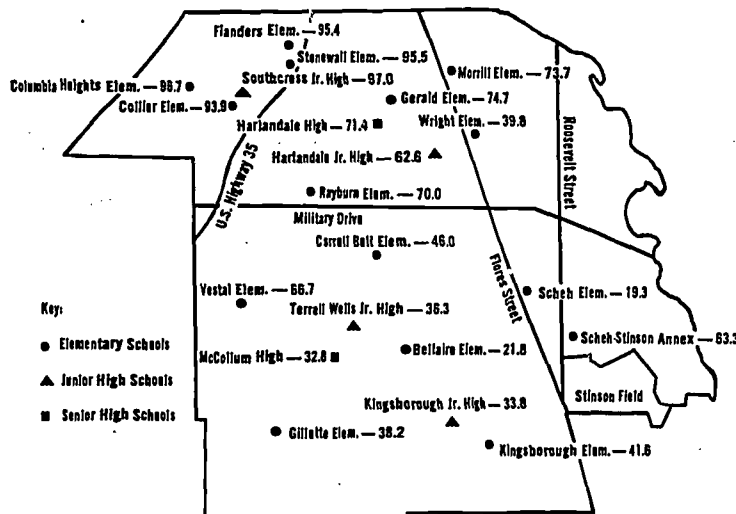 Flanders Elem. — 95.4
Stonewall Elem. — 95.5
Columbia Heights Elem. — 96.7
Southcross Jr. High — 97.0
Morrill Elem. — 73.7
Collier Elem. — 93.9
Gerald Elem. — 74.7
Harlandale High — 71.4
Wright Elem. — 39.8
Harlandale Jr. High — 62.6
Rayburn Elem. — 70.0
U.S. Highway 35
Roosevelt Street
Military Drive
Carroll Bell Elem. — 46.0
Flores Street
Vestal Elem. — 66.7
Scheh Elem. — 19.3
Terrell Wells Jr. High — 36.3
Key:
Elementary Schools
Scheh-Stinson Annex — 63.3
McCollum High — 32.8
Bellaire Elem. — 21.8
Junior High Schools
Stinson Field
Senior High Schools
Kingsborough Jr. High — 33.8
Gillette Elem. — 38.2
Kingsborough Elem. — 41.6